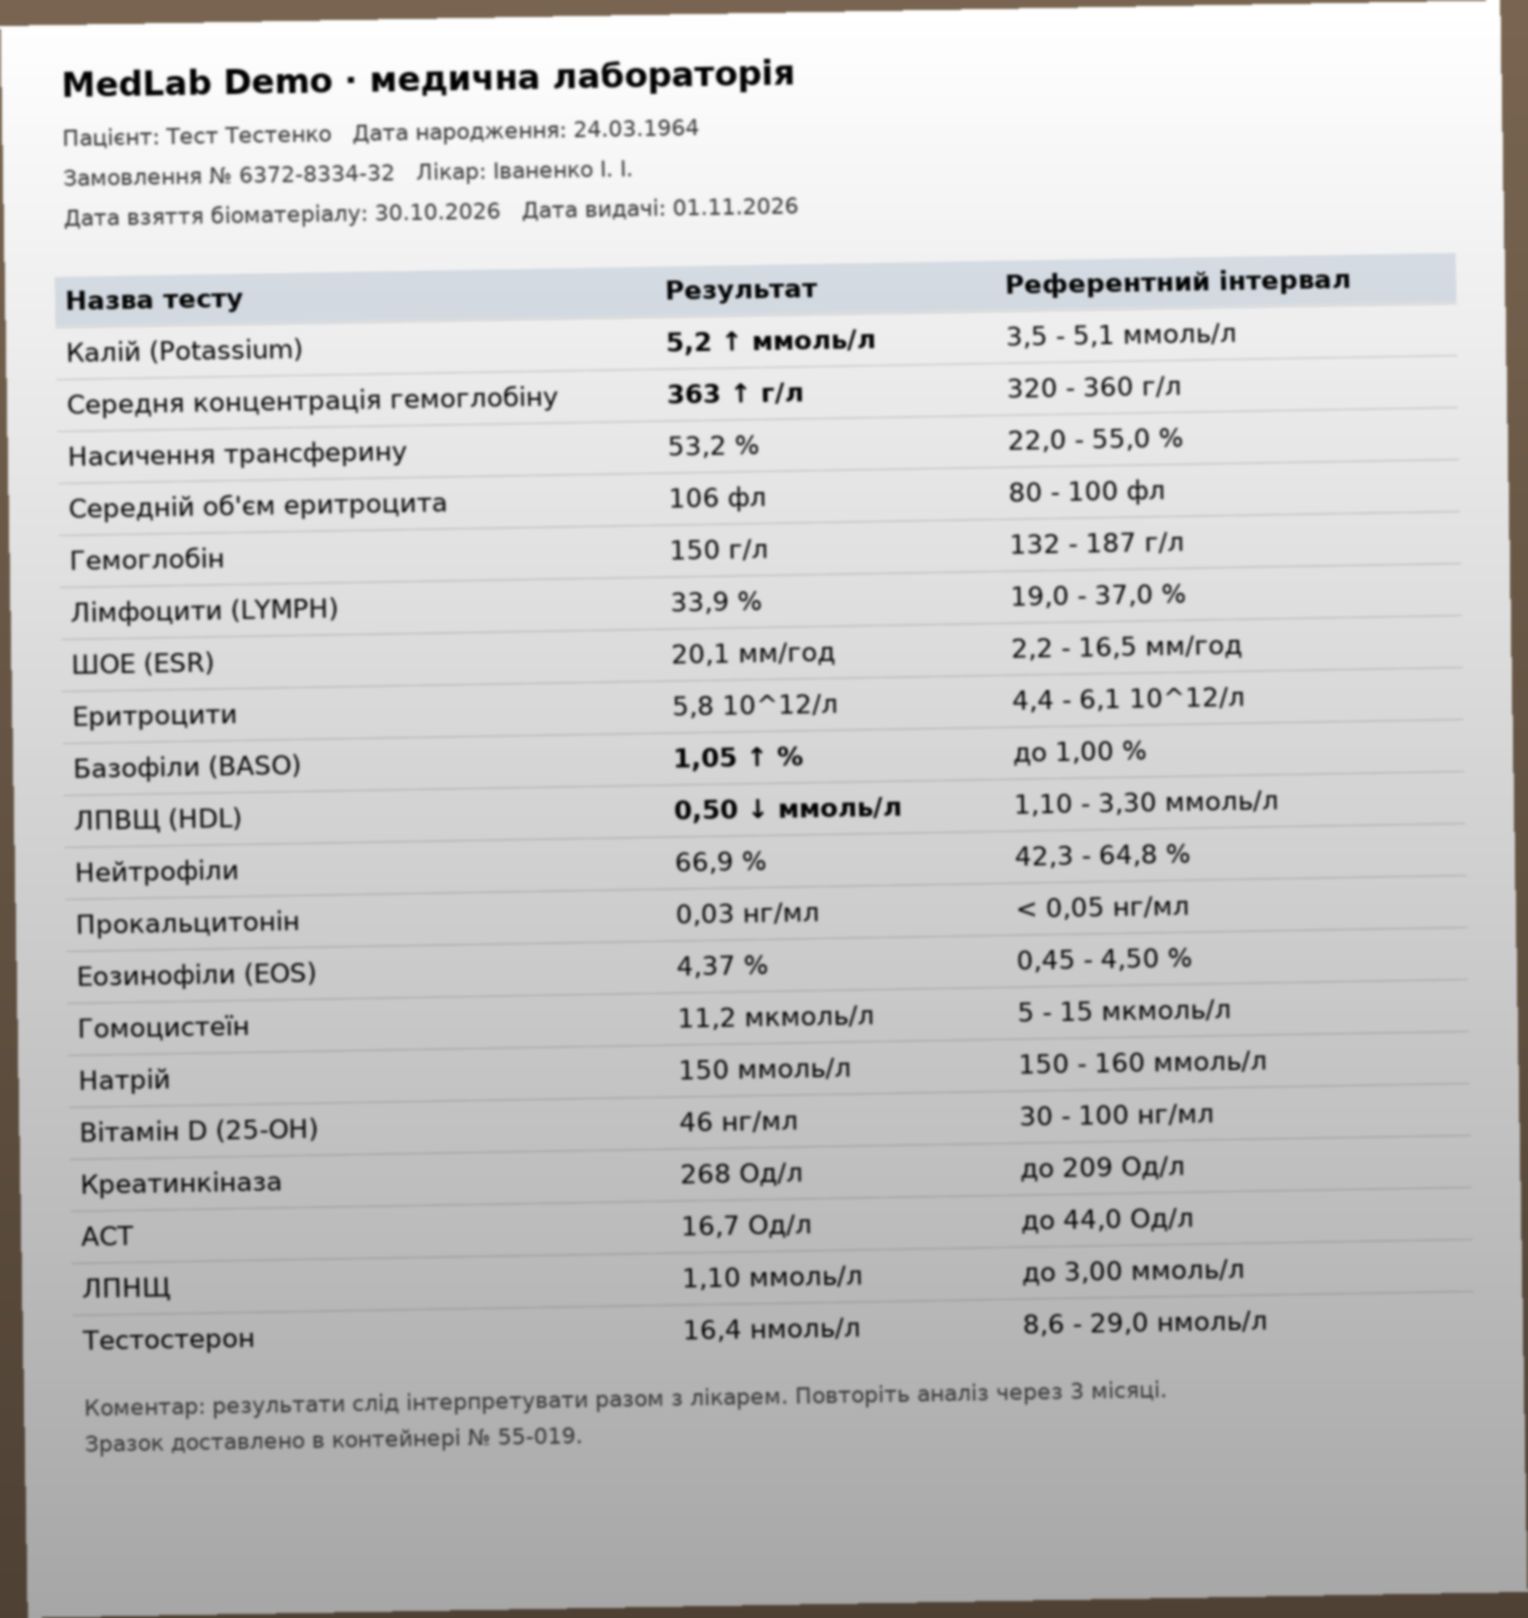 MedLab Demo · медична лабораторія
Пацієнт: Тест Тестенко Дата народження: 24.03.1964
Замовлення № 6372-8334-32 Лікар: Іваненко І. І.
Дата взяття біоматеріалу: 30.10.2026 Дата видачі: 01.11.2026
Назва тесту Результат Референтний інтервал
Калій (Potassium) 5,2 ↑ ммоль/л 3,5 - 5,1 ммоль/л
Середня концентрація гемоглобіну 363 ↑ г/л 320 - 360 г/л
Насичення трансферину 53,2 % 22,0 - 55,0 %
Середній об'єм еритроцита 106 фл 80 - 100 фл
Гемоглобін 150 г/л 132 - 187 г/л
Лімфоцити (LYMPH) 33,9 % 19,0 - 37,0 %
ШОЕ (ESR) 20,1 мм/год 2,2 - 16,5 мм/год
Еритроцити 5,8 10^12/л 4,4 - 6,1 10^12/л
Базофіли (BASO) 1,05 ↑ % до 1,00 %
ЛПВЩ (HDL) 0,50 ↓ ммоль/л 1,10 - 3,30 ммоль/л
Нейтрофіли 66,9 % 42,3 - 64,8 %
Прокальцитонін 0,03 нг/мл < 0,05 нг/мл
Еозинофіли (EOS) 4,37 % 0,45 - 4,50 %
Гомоцистеїн 11,2 мкмоль/л 5 - 15 мкмоль/л
Натрій 150 ммоль/л 150 - 160 ммоль/л
Вітамін D (25-OH) 46 нг/мл 30 - 100 нг/мл
Креатинкіназа 268 Од/л до 209 Од/л
АСТ 16,7 Од/л до 44,0 Од/л
ЛПНЩ 1,10 ммоль/л до 3,00 ммоль/л
Тестостерон 16,4 нмоль/л 8,6 - 29,0 нмоль/л
Коментар: результати слід інтерпретувати разом з лікарем. Повторіть аналіз через 3 місяці.
Зразок доставлено в контейнері № 55-019.